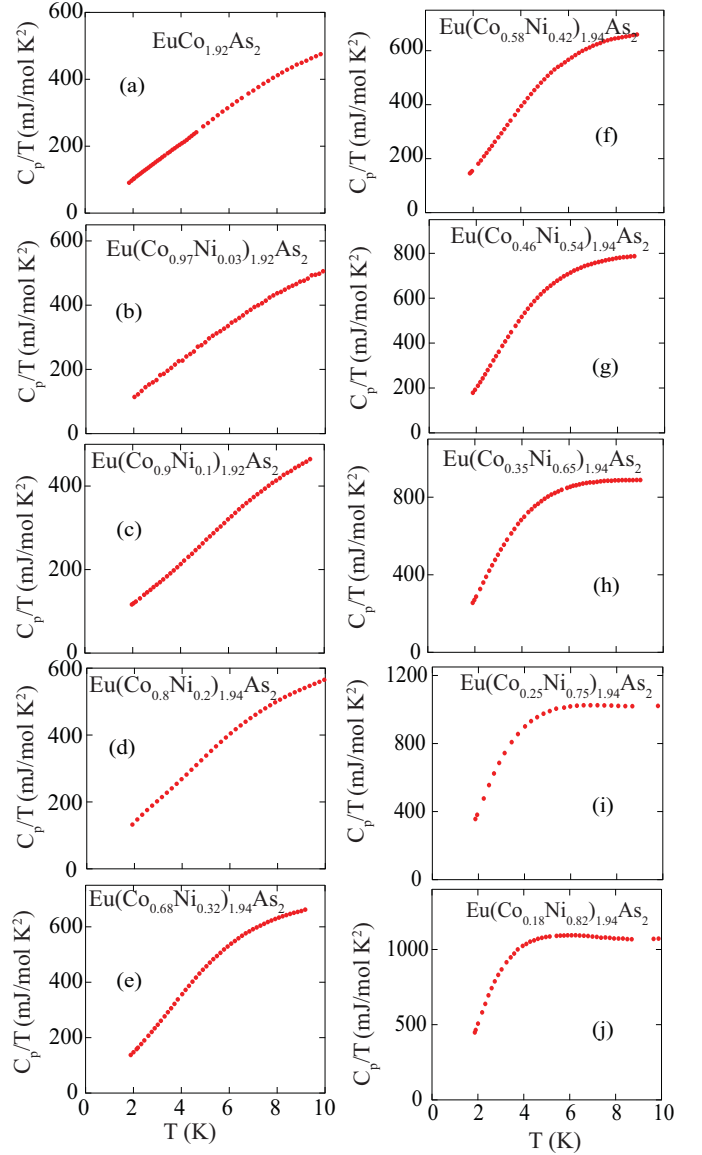 EuCo1.92As2
(a)
Cp/T (mJ/mol K2)
600
400
200
0
Eu(Co0.97Ni0.03)1.92As2
(b)
Cp/T (mJ/mol K2)
600
400
200
0
Eu(Co0.9Ni0.1)1.92As2
(c)
Cp/T (mJ/mol K2)
400
200
0
Eu(Co0.8Ni0.2)1.94As2
(d)
Cp/T (mJ/mol K2)
600
400
200
0
Eu(Co0.68Ni0.32)1.94As2
(e)
Cp/T (mJ/mol K2)
600
400
200
0
0 2 4 6 8 10
T (K)
Eu(Co0.58Ni0.42)1.94As2
(f)
Cp/T (mJ/mol K2)
600
400
200
0
Eu(Co0.46Ni0.54)1.94As2
(g)
Cp/T (mJ/mol K2)
800
600
400
200
0
Eu(Co0.35Ni0.65)1.94As2
(h)
Cp/T (mJ/mol K2)
800
400
0
Eu(Co0.25Ni0.75)1.94As2
(i)
Cp/T (mJ/mol K2)
1200
800
400
0
Eu(Co0.18Ni0.82)1.94As2
(j)
Cp/T (mJ/mol K2)
1000
500
0
0 2 4 6 8 10
T (K)